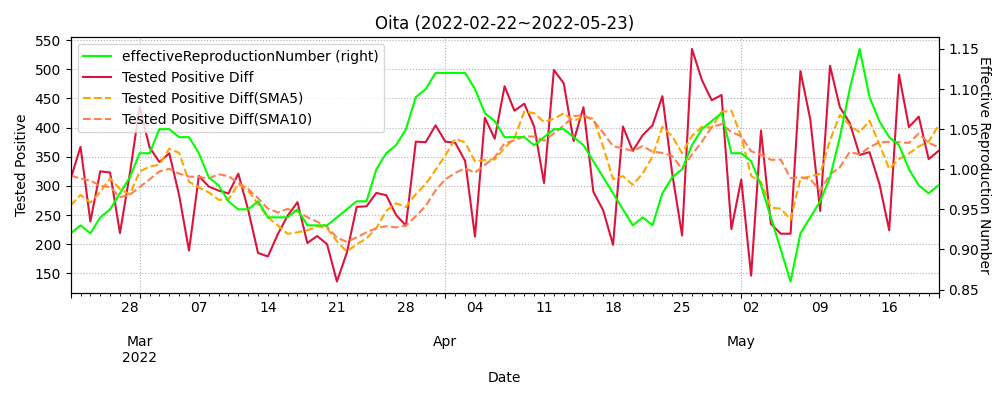 Oita (2022-02-22~2022-05-23)
effectiveReproductionNumber (right)
Tested Positive Diff
Tested Positive Diff(SMA5)
Tested Positive Diff(SMA10)
Tested Positive
550
500
450
400
350
300
250
200
150
1.15
1.10
1.05
1.00
0.95
0.90
0.85
Effective Reproduction Number
28 07 14 21 28 04 11 18 25 02 09 16
Mar Apr May
2022
Date